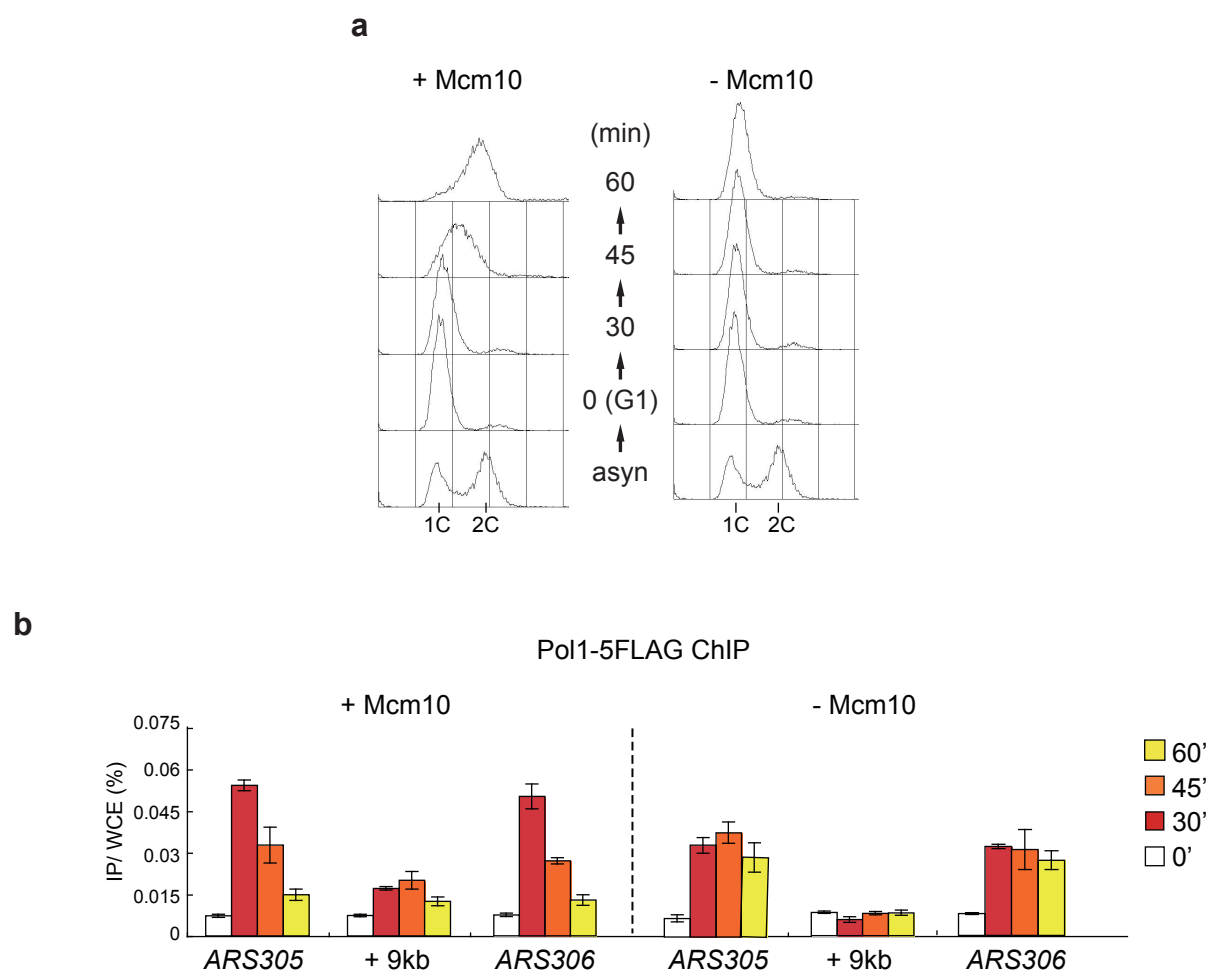 a
+ Mcm10
- Mcm10
(min)
60
45
30
0 (G1)
asyn
1C 2C
1C 2C
b
Pol1-5FLAG ChIP
+ Mcm10
- Mcm10
IP/ WCE (%)
0.075
0.06
0.045
0.03
0.015
0
60'
45'
30'
0'
ARS305 + 9kb ARS306 ARS305 + 9kb ARS306